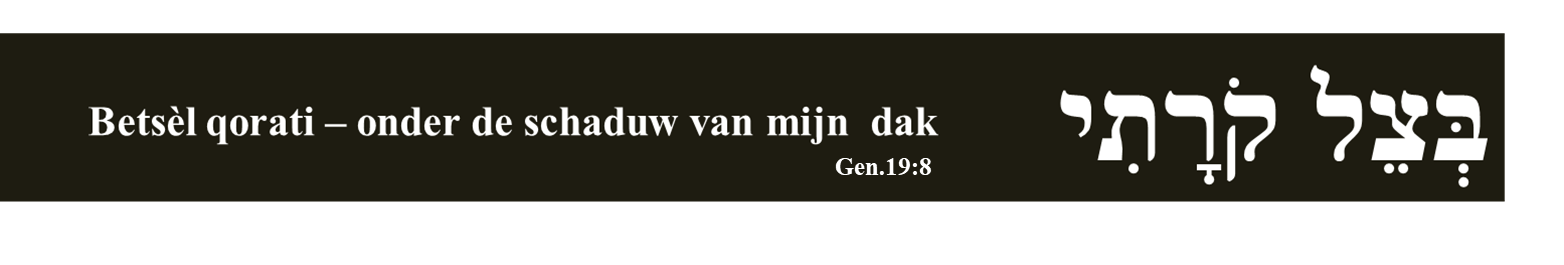 Betsèl qorati – onder de schaduw van mijn dak
Gen.19:8
בְּצֵל קֹרָתִי